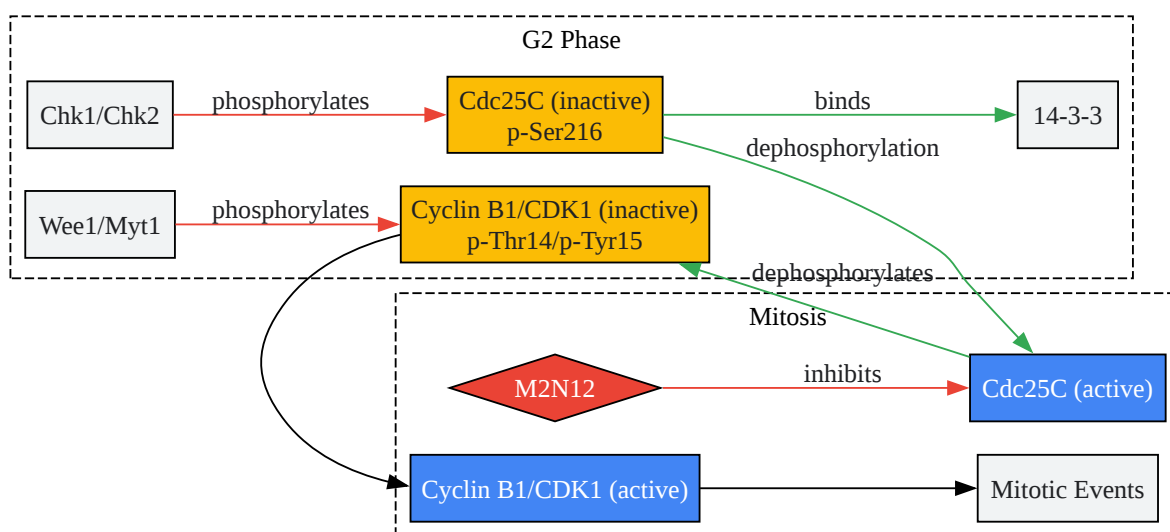 G2 Phase
Chk1/Chk2
phosphorylates
Cdc25C (inactive)
p-Ser216
binds
14-3-3
dephosphorylation
Wee1/Myt1
phosphorylates
Cyclin B1/CDK1 (inactive)
p-Thr14/p-Tyr15
dephosphorylates
Mitosis
M2N12
inhibits
Cdc25C (active)
Cyclin B1/CDK1 (active)
Mitotic Events